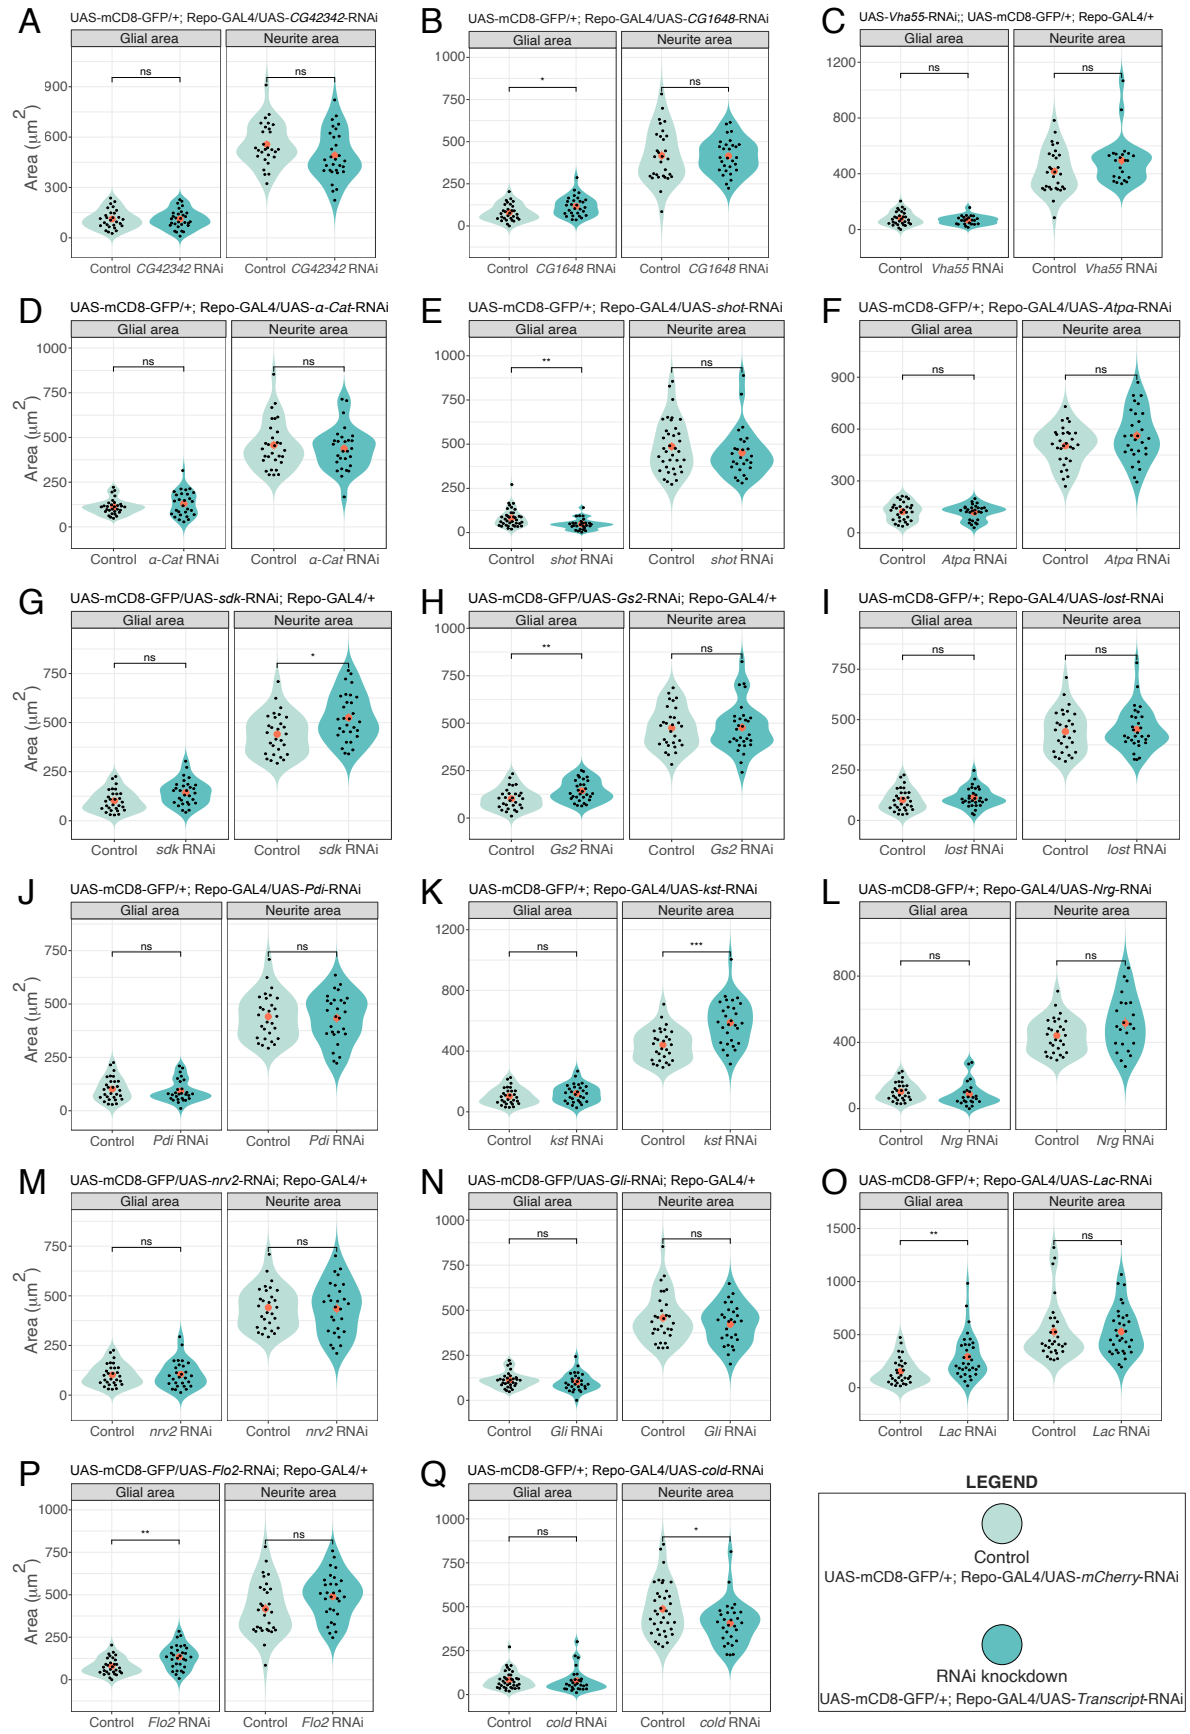 A
UAS-mCD8-GFP/+; Repo-GAL4/UAS-CG42342-RNAi
Glial area Neurite area
ns ns
Area (μm²)
900
600
300
0
Control CG42342 RNAi Control CG42342 RNAi
B
UAS-mCD8-GFP/+; Repo-GAL4/UAS-CG1648-RNAi
Glial area Neurite area
* ns
1000
750
500
250
0
Control CG1648 RNAi Control CG1648 RNAi
C
UAS-Vha55-RNAi;; UAS-mCD8-GFP/+; Repo-GAL4/+
Glial area Neurite area
ns ns
1200
800
400
0
Control Vha55 RNAi Control Vha55 RNAi
D
UAS-mCD8-GFP/+; Repo-GAL4/UAS-α-Cat-RNAi
Glial area Neurite area
ns ns
Area (μm²)
1000
750
500
250
0
Control α-Cat RNAi Control α-Cat RNAi
E
UAS-mCD8-GFP/+; Repo-GAL4/UAS-shot-RNAi
Glial area Neurite area
** ns
1000
750
500
250
0
Control shot RNAi Control shot RNAi
F
UAS-mCD8-GFP/+; Repo-GAL4/UAS-Atpα-RNAi
Glial area Neurite area
ns ns
900
600
300
0
Control Atpα RNAi Control Atpα RNAi
G
UAS-mCD8-GFP/UAS-sdk-RNAi; Repo-GAL4/+
Glial area Neurite area
ns *
Area (μm²)
750
500
250
0
Control sdk RNAi Control sdk RNAi
H
UAS-mCD8-GFP/UAS-Gs2-RNAi; Repo-GAL4/+
Glial area Neurite area
** ns
1000
750
500
250
0
Control Gs2 RNAi Control Gs2 RNAi
I
UAS-mCD8-GFP/+; Repo-GAL4/UAS-lost-RNAi
Glial area Neurite area
ns ns
750
500
250
0
Control lost RNAi Control lost RNAi
J
UAS-mCD8-GFP/+; Repo-GAL4/UAS-Pdi-RNAi
Glial area Neurite area
ns ns
Area (μm²)
750
500
250
0
Control Pdi RNAi Control Pdi RNAi
K
UAS-mCD8-GFP/+; Repo-GAL4/UAS-kst-RNAi
Glial area Neurite area
ns ***
1200
800
400
0
Control kst RNAi Control kst RNAi
L
UAS-mCD8-GFP/+; Repo-GAL4/UAS-Nrg-RNAi
Glial area Neurite area
ns ns
800
400
0
Control Nrg RNAi Control Nrg RNAi
M
UAS-mCD8-GFP/UAS-nrv2-RNAi; Repo-GAL4/+
Glial area Neurite area
ns ns
Area (μm²)
750
500
250
0
Control nrv2 RNAi Control nrv2 RNAi
N
UAS-mCD8-GFP/UAS-Gli-RNAi; Repo-GAL4/+
Glial area Neurite area
ns ns
1000
750
500
250
0
Control Gli RNAi Control Gli RNAi
O
UAS-mCD8-GFP/+; Repo-GAL4/UAS-Lac-RNAi
Glial area Neurite area
** ns
1500
1000
500
0
Control Lac RNAi Control Lac RNAi
P
UAS-mCD8-GFP/UAS-Flo2-RNAi; Repo-GAL4/+
Glial area Neurite area
** ns
Area (μm²)
1000
750
500
250
0
Control Flo2 RNAi Control Flo2 RNAi
Q
UAS-mCD8-GFP/+; Repo-GAL4/UAS-cold-RNAi
Glial area Neurite area
ns *
1000
750
500
250
0
Control cold RNAi Control cold RNAi
LEGEND
Control
UAS-mCD8-GFP/+; Repo-GAL4/UAS-mCherry-RNAi
RNAi knockdown
UAS-mCD8-GFP/+; Repo-GAL4/UAS-Transcript-RNAi